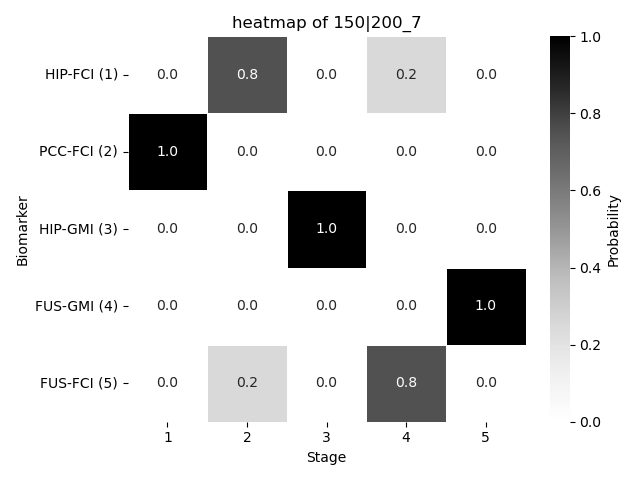 heatmap of 150|200_7
HIP-FCI (1) 0.0 0.8 0.0 0.2 0.0
PCC-FCI (2) 1.0 0.0 0.0 0.0 0.0
HIP-GMI (3) 0.0 0.0 1.0 0.0 0.0
FUS-GMI (4) 0.0 0.0 0.0 0.0 1.0
FUS-FCI (5) 0.0 0.2 0.0 0.8 0.0
1 2 3 4 5
Stage
Biomarker
1.0
0.8
0.6
0.4
0.2
0.0
Probability